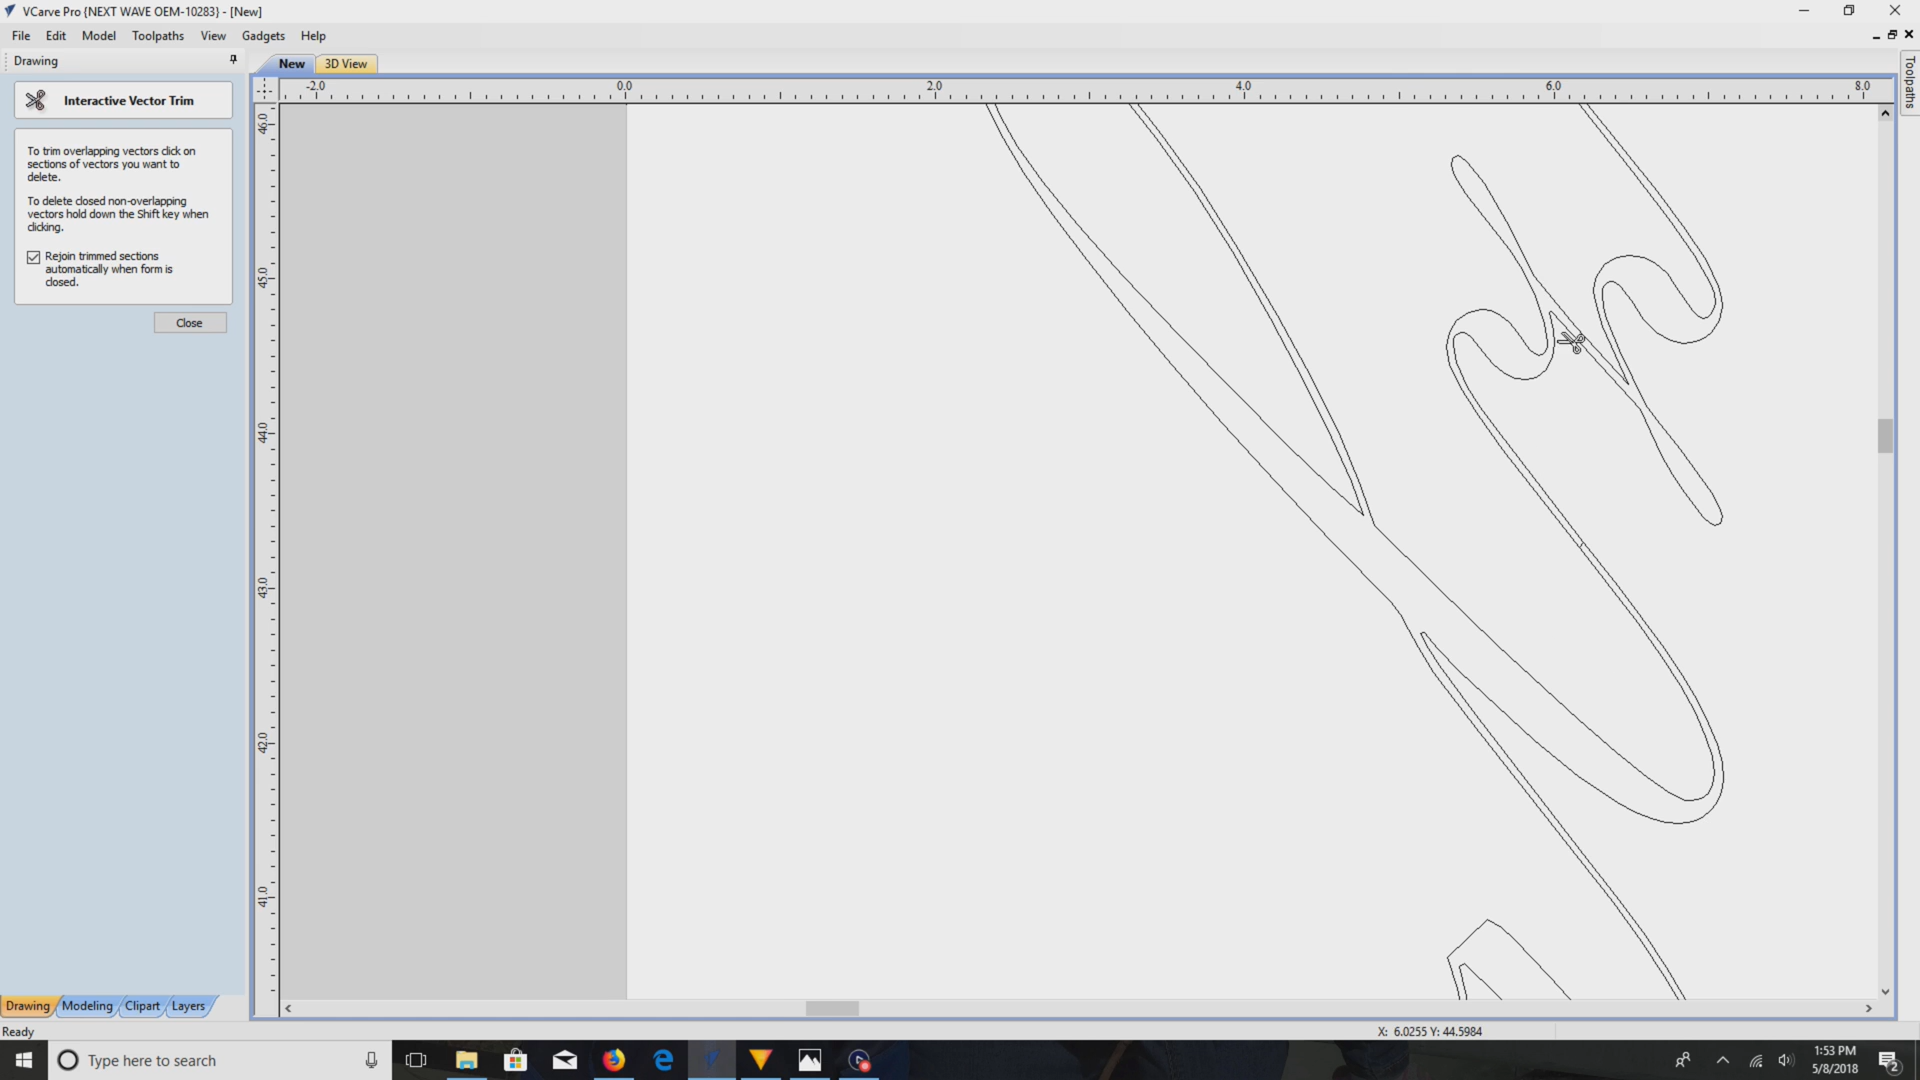 VCarve Pro {NEXT WAVE OEM-10283} - [New]
File Edit Model Toolpaths View Gadgets Help
Drawing
New 3D View
Toolpaths
Interactive Vector Trim
-2.0 0.0 2.0 4.0 6.0 8.0
46.0
45.0
44.0
43.0
42.0
41.0
To trim overlapping vectors click on
sections of vectors you want to
delete.
To delete closed non-overlapping
vectors hold down the Shift key when
clicking.
Rejoin trimmed sections
automatically when form is
closed.
Close
Drawing Modeling Clipart Layers
Ready
X: 6.0255 Y: 44.5984
Type here to search
1:53 PM
5/8/2018
2